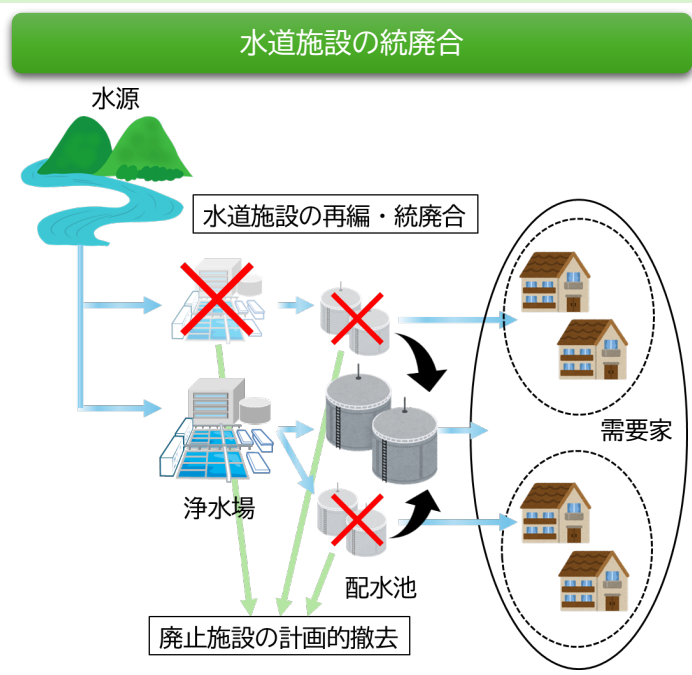 水道施設の統廃合
水源
水道施設の再編・統廃合
需要家
浄水場
配水池
廃止施設の計画的撤去